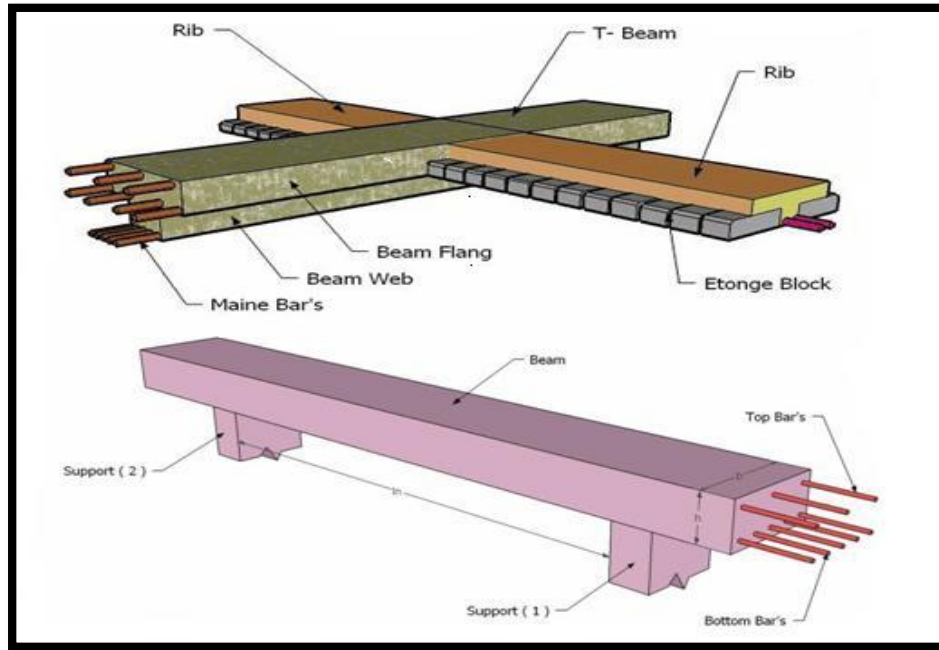 Rib
T- Beam
Rib
Beam Flang
Beam Web
Etonge Block
Maine Bar's
Beam
Top Bar's
Support ( 2 )
b
ln
h
Support ( 1 )
Bottom Bar's